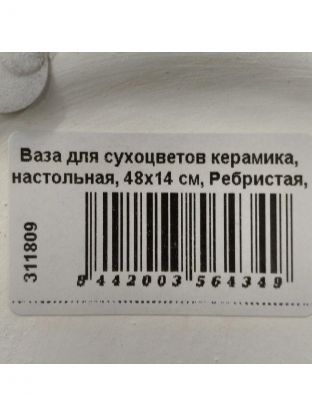 Ваза для сухоцветов керамика,
настольная, 48х14 см, Ребристая,
311809
8 442003 564349